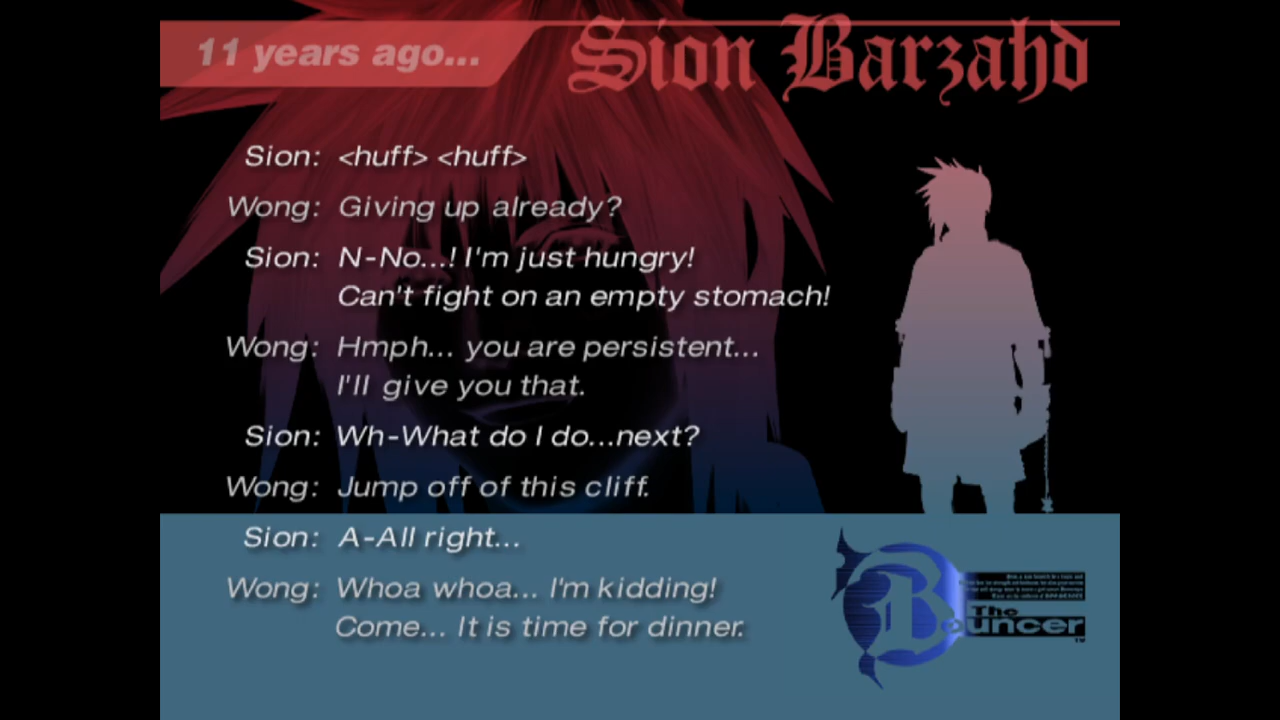 11 years ago...
Sion Barzahd
Sion: <huff> <huff>
Wong: Giving up already?
Sion: N-No...! I'm just hungry!
Can't fight on an empty stomach!
Wong: Hmph... you are persistent...
I'll give you that.
Sion: Wh-What do I do...next?
Wong: Jump off of this cliff.
Sion: A-All right...
Wong: Whoa whoa... I'm kidding!
Come... It is time for dinner.
B
The
Bouncer
TM